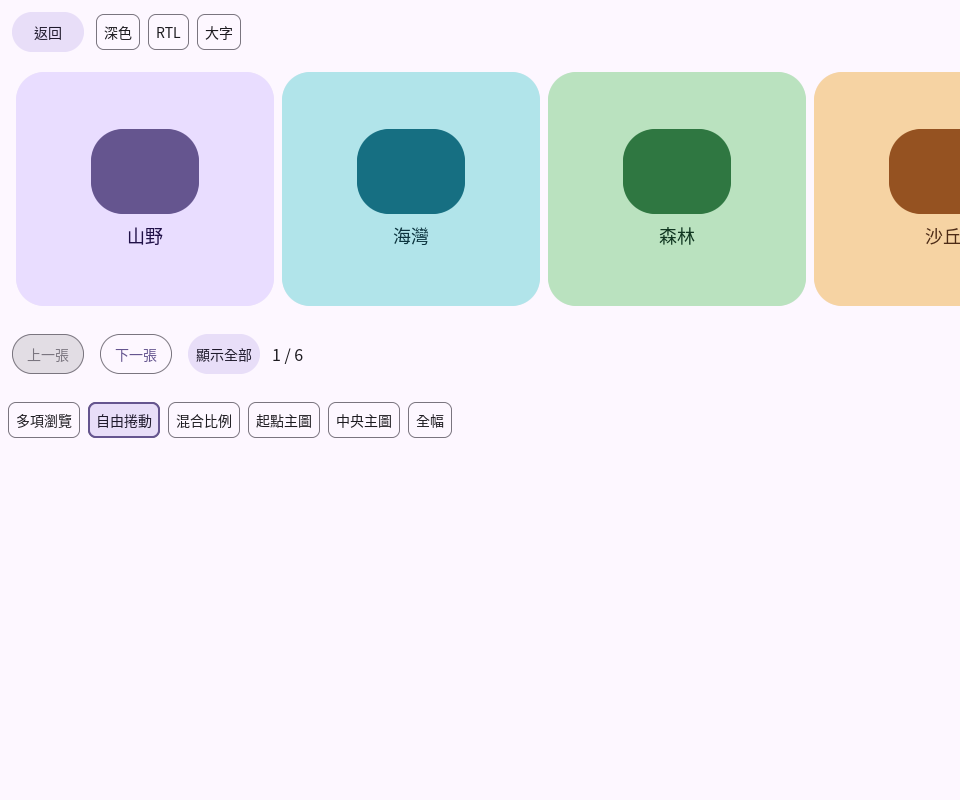 返回 深色 RTL 大字
山野 海灣 森林 沙丘
上一張 下一張 顯示全部 1 / 6
多項瀏覽 自由捲動 混合比例 起點主圖 中央主圖 全幅